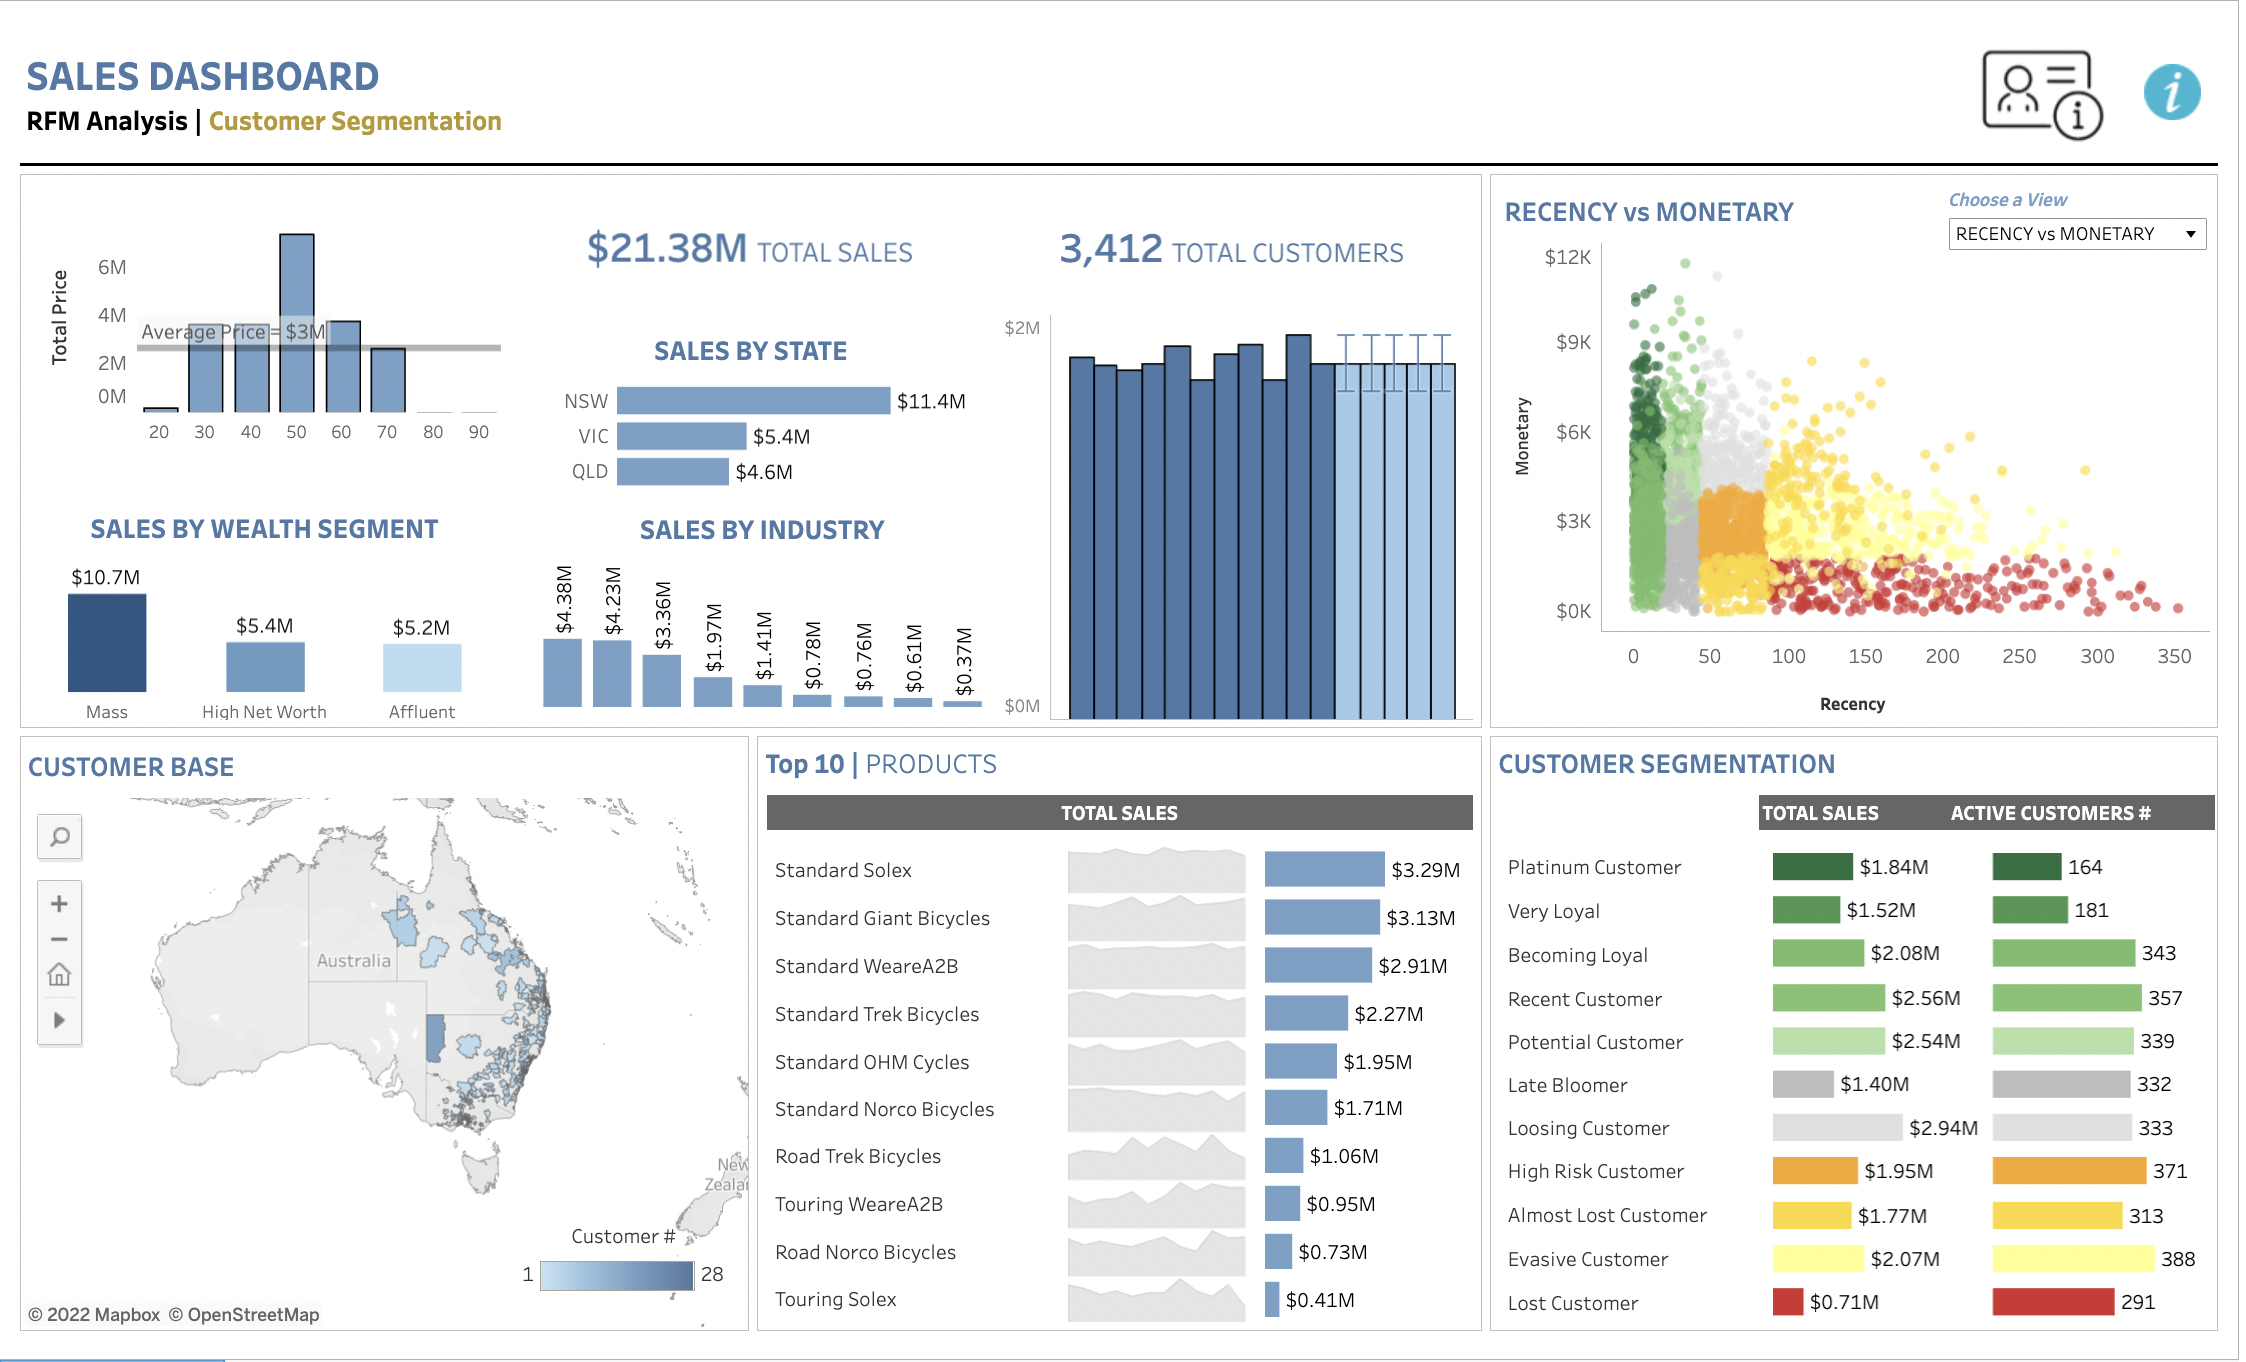 SALES DASHBOARD
RFM Analysis | Customer Segmentation
i
i
Total Price
6M
4M
2M
0M
Average Price = $3M
20 30 40 50 60 70 80 90
$21.38M TOTAL SALES
SALES BY STATE
NSW $11.4M
VIC $5.4M
QLD $4.6M
3,412 TOTAL CUSTOMERS
$2M
$0M
SALES BY WEALTH SEGMENT
$10.7M
$5.4M
$5.2M
Mass High Net Worth Affluent
SALES BY INDUSTRY
$4.38M
$4.23M
$3.36M
$1.97M
$1.41M
$0.78M
$0.76M
$0.61M
$0.37M
RECENCY vs MONETARY
Choose a View
RECENCY vs MONETARY
Monetary
$12K
$9K
$6K
$3K
$0K
0 50 100 150 200 250 300 350
Recency
CUSTOMER BASE
Australia
New
Zealan
Customer #
1 28
© 2022 Mapbox © OpenStreetMap
Top 10 | PRODUCTS
TOTAL SALES
Standard Solex $3.29M
Standard Giant Bicycles $3.13M
Standard WeareA2B $2.91M
Standard Trek Bicycles $2.27M
Standard OHM Cycles $1.95M
Standard Norco Bicycles $1.71M
Road Trek Bicycles $1.06M
Touring WeareA2B $0.95M
Road Norco Bicycles $0.73M
Touring Solex $0.41M
CUSTOMER SEGMENTATION
TOTAL SALES ACTIVE CUSTOMERS #
Platinum Customer $1.84M 164
Very Loyal $1.52M 181
Becoming Loyal $2.08M 343
Recent Customer $2.56M 357
Potential Customer $2.54M 339
Late Bloomer $1.40M 332
Loosing Customer $2.94M 333
High Risk Customer $1.95M 371
Almost Lost Customer $1.77M 313
Evasive Customer $2.07M 388
Lost Customer $0.71M 291